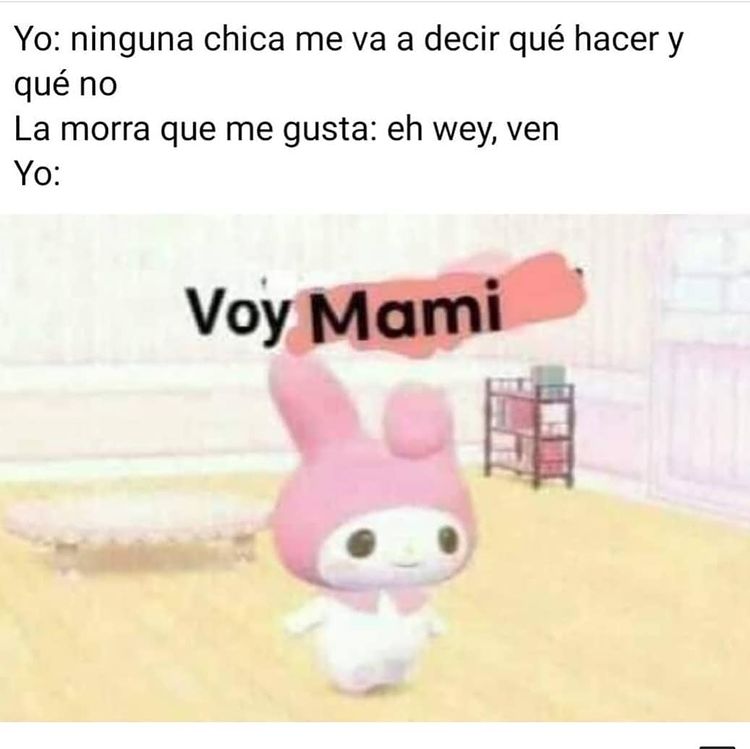 Yo: ninguna chica me va a decir qué hacer y
qué no
La morra que me gusta: eh wey, ven
Yo:
Voy Mami